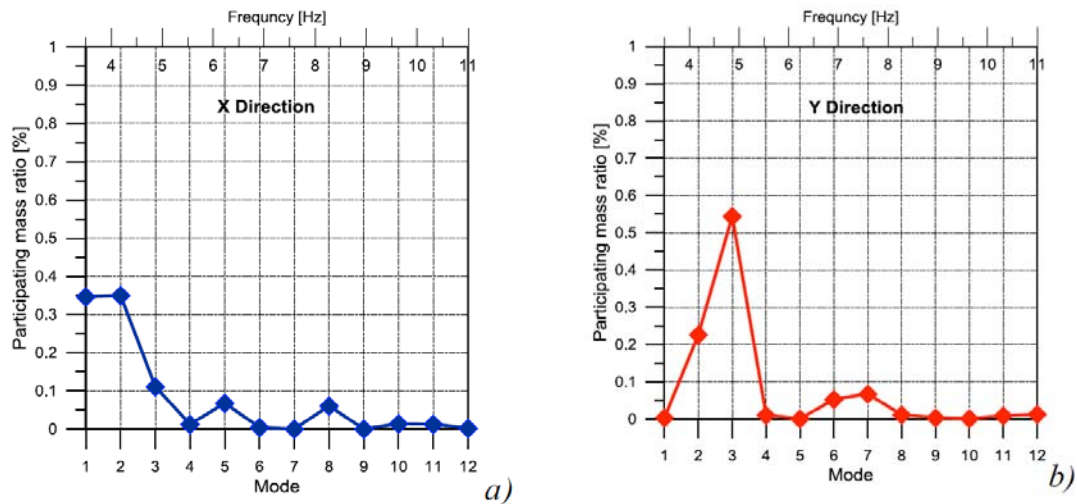 Frequncy [Hz]
4 5 6 7 8 9 10 11
1
0.9
0.8
0.7
0.6
0.5
0.4
0.3
0.2
0.1
0
X Direction
Participating mass ratio [%]
1 2 3 4 5 6 7 8 9 10 11 12
Mode
a)
Frequncy [Hz]
4 5 6 7 8 9 10 11
1
0.9
0.8
0.7
0.6
0.5
0.4
0.3
0.2
0.1
0
Y Direction
Participating mass ratio [%]
1 2 3 4 5 6 7 8 9 10 11 12
Mode
b)